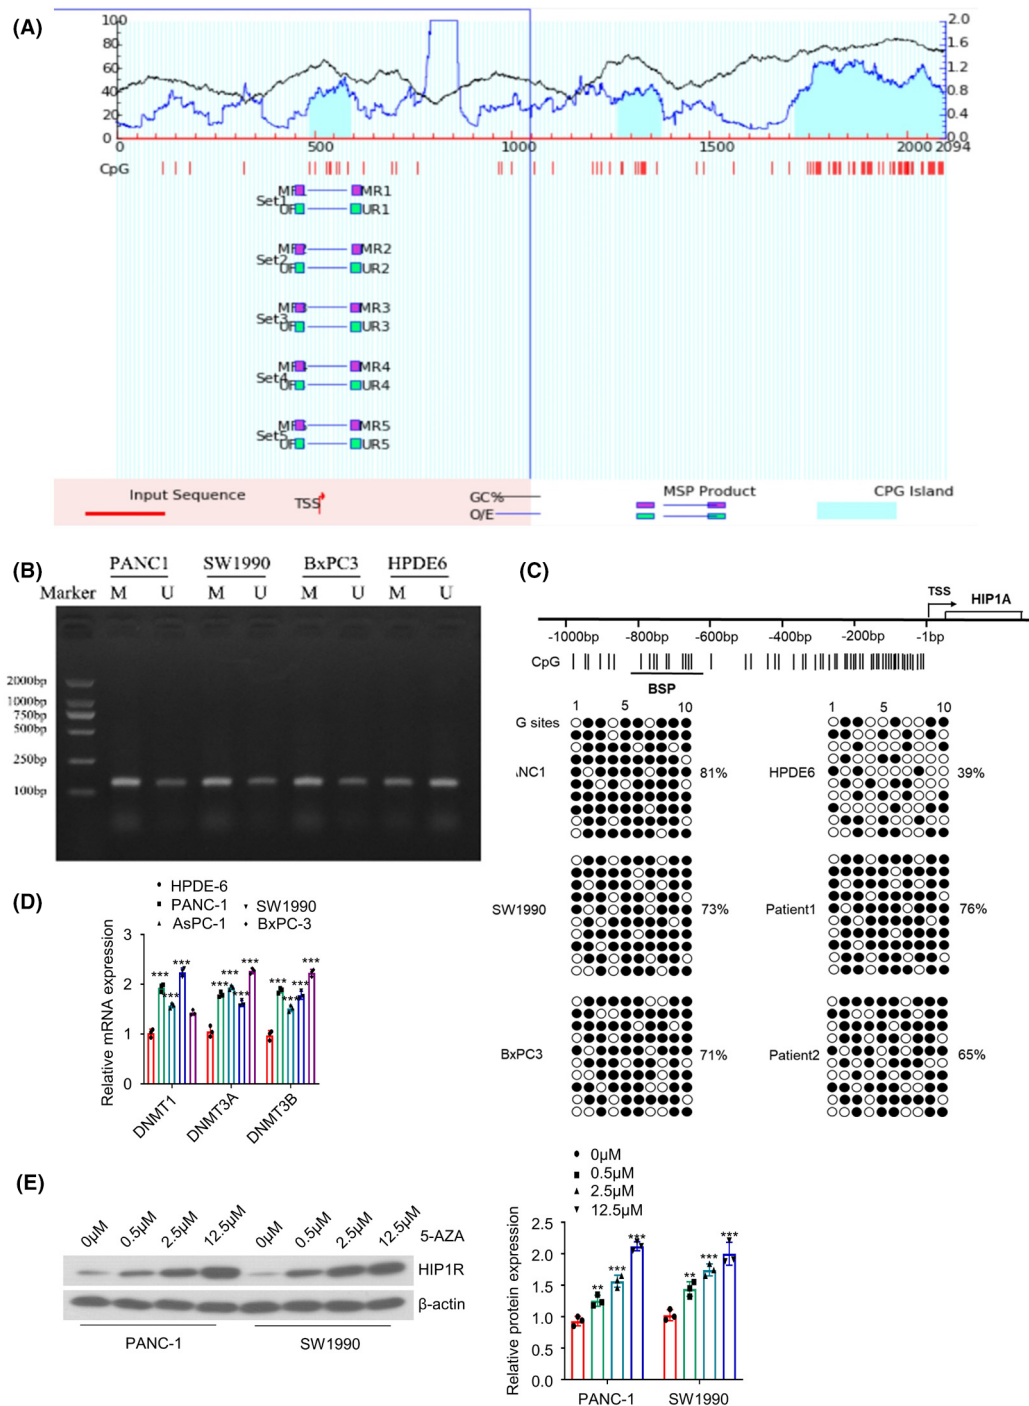 (A)
100
80
60
40
20
0
2.0
1.6
1.2
0.8
0.4
0.0
0 500 1000 1500 2000 2094
CpG
Set1 MR1
UR1
Set2 MR2
UR2
Set3 MR3
UR3
Set4 MR4
UR4
Set5 MR5
UR5
Input Sequence
TSS
GC%
O/E
MSP Product
CPG Island
(B)
PANC1 SW1990 BxPC3 HPDE6
Marker M U M U M U M U
2000bp
1000bp
750bp
500bp
250bp
100bp
(C)
TSS HIP1A
-1000bp -800bp -600bp -400bp -200bp -1bp
CpG
BSP
1 5 10
1 5 10
G sites
ANC1 81%
HPDE6 39%
SW1990 73%
Patient1 76%
BxPC3 71%
Patient2 65%
(D)
HPDE-6
PANC-1 SW1990
AsPC-1 BxPC-3
Relative mRNA expression
3
2
1
0
*** *** *** *** *** *** *** *** *** *** ***
DNMT1 DNMT3A DNMT3B
(E)
0μM 0.5μM 2.5μM 12.5μM 0μM 0.5μM 2.5μM 12.5μM 5-AZA
HIP1R
β-actin
PANC-1 SW1990
0μM
0.5μM
2.5μM
12.5μM
Relative protein expression
2.5
2.0
1.5
1.0
0.5
0.0
** *** *** ** *** ***
PANC-1 SW1990